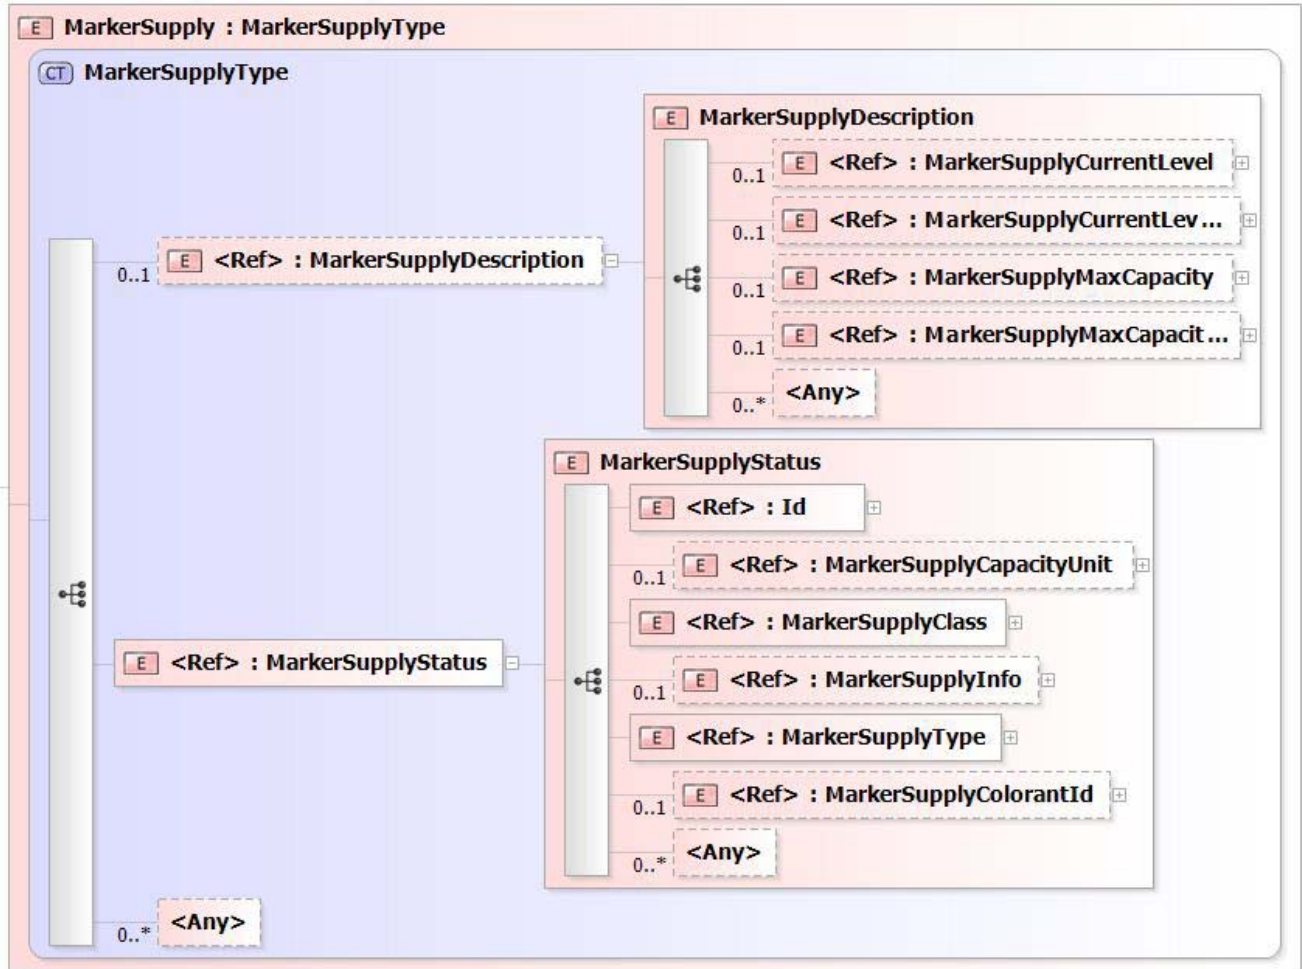 E MarkerSupply : MarkerSupplyType
CT MarkerSupplyType
E MarkerSupplyDescription
0..1 E <Ref> : MarkerSupplyCurrentLevel
0..1 E <Ref> : MarkerSupplyCurrentLev...
0..1 E <Ref> : MarkerSupplyDescription
0..1 E <Ref> : MarkerSupplyMaxCapacity
0..1 E <Ref> : MarkerSupplyMaxCapacit...
0..* <Any>
E MarkerSupplyStatus
E <Ref> : Id
0..1 E <Ref> : MarkerSupplyCapacityUnit
E <Ref> : MarkerSupplyClass
E <Ref> : MarkerSupplyStatus
0..1 E <Ref> : MarkerSupplyInfo
E <Ref> : MarkerSupplyType
0..1 E <Ref> : MarkerSupplyColorantId
0..* <Any>
0..* <Any>